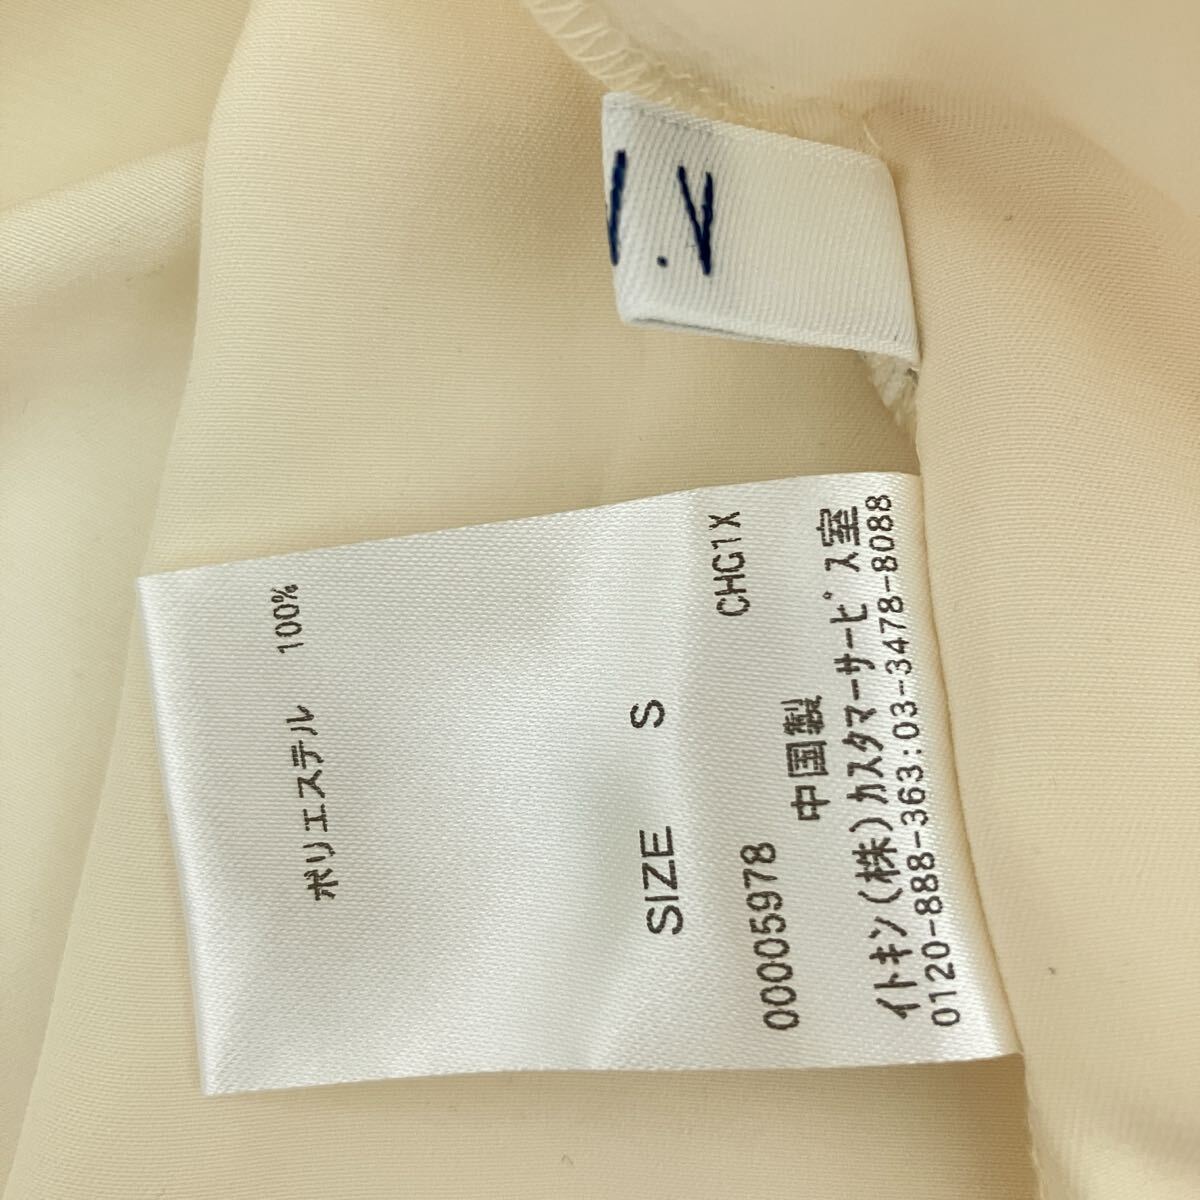 ポリエステル 100%
SIZE S
00005978 CHG1X
中国製
イトキン(株)カスタマーサービス室
0120-888-363:03-3478-8088